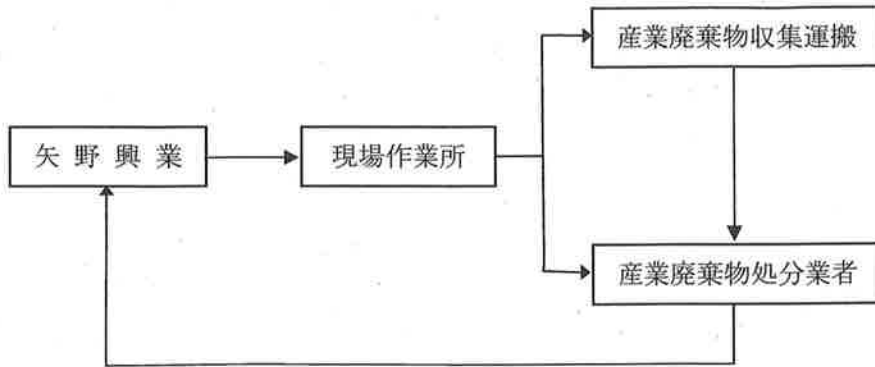 産業廃棄物収集運搬
矢野興業
現場作業所
産業廃棄物処分業者